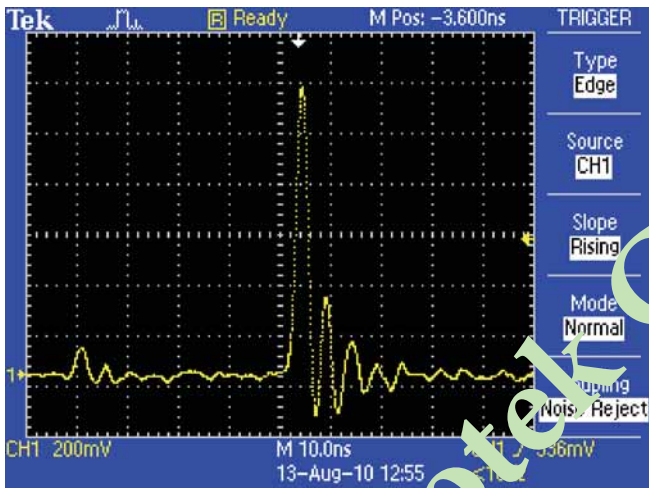 Tek Ready M Pos: -3.600ns TRIGGER
Type
Edge
Source
CH1
Slope
Rising
Mode
Normal
1
Noise Reject
CH1 200mV M 10.0ns
13-Aug-10 12:55